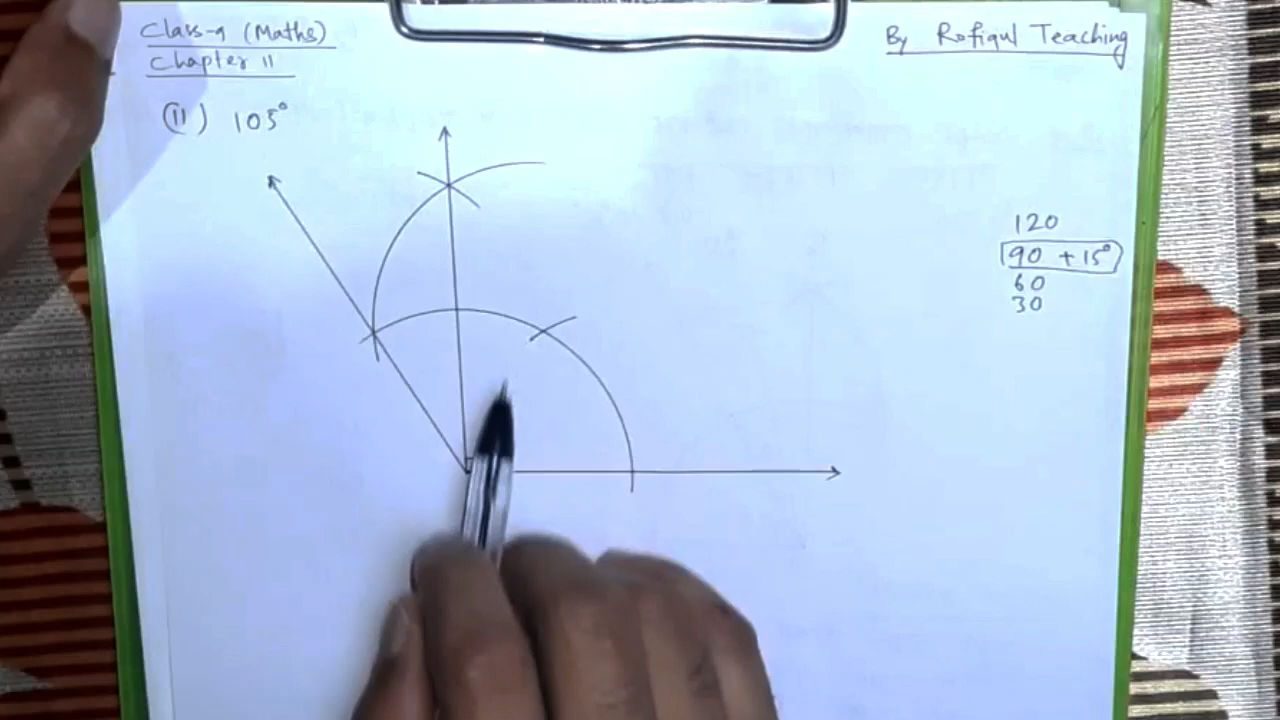 Class-9 (Maths)
Chapter 11
By Rofiqul Teaching
(ii) 105°
120
90 + 15°
60
30